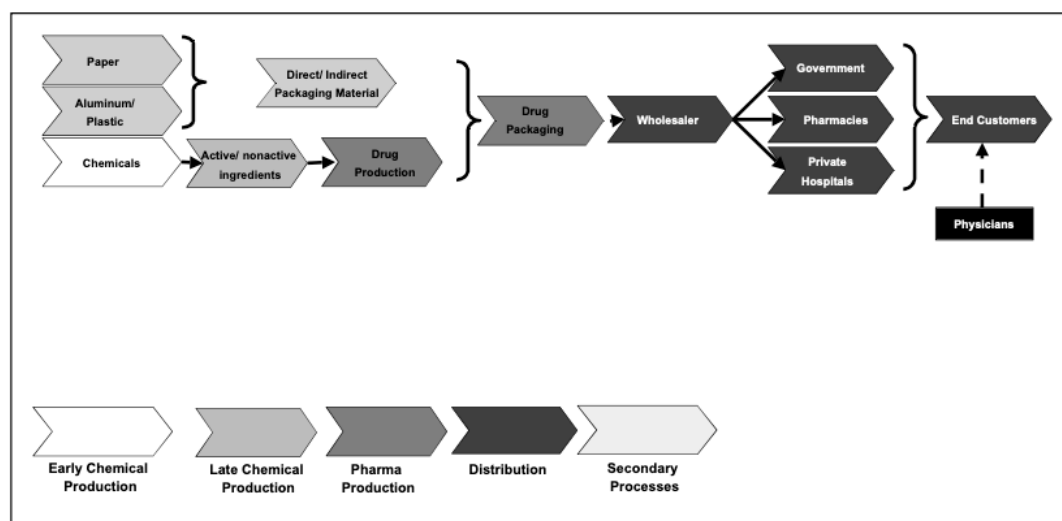 Paper
Aluminum/
Plastic
Chemicals
Direct/ Indirect
Packaging Material
Active/ nonactive
ingredients
Drug
Production
Drug
Packaging
Wholesaler
Government
Pharmacies
Private
Hospitals
End Customers
Physicians
Early Chemical
Production
Late Chemical
Production
Pharma
Production
Distribution
Secondary
Processes